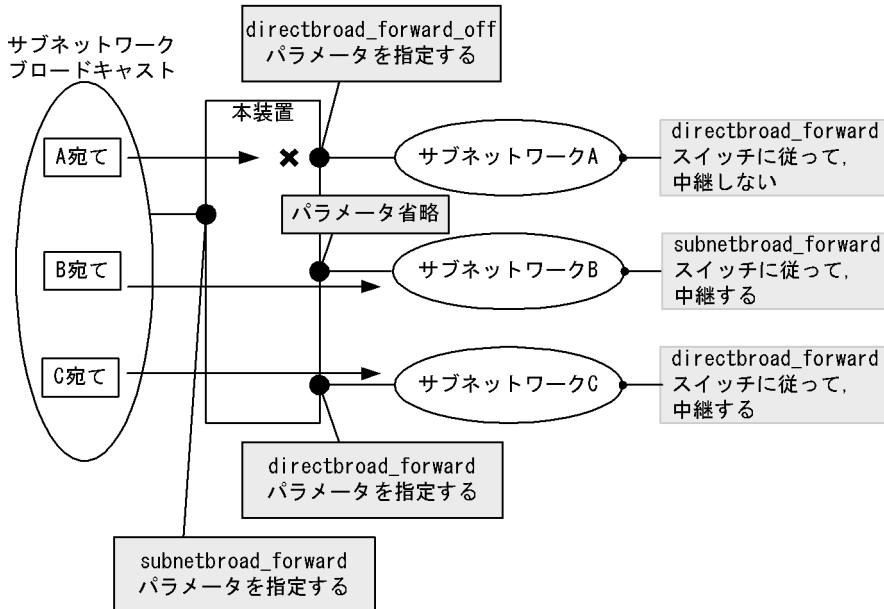 directbroad_forward_off
パラメータを指定する
サブネットワーク
ブロードキャスト
本装置
A宛て
サブネットワークA
directbroad_forward
スイッチに従って,
中継しない
パラメータ省略
B宛て
サブネットワークB
subnetbroad_forward
スイッチに従って,
中継する
C宛て
サブネットワークC
directbroad_forward
スイッチに従って,
中継する
directbroad_forward
パラメータを指定する
subnetbroad_forward
パラメータを指定する